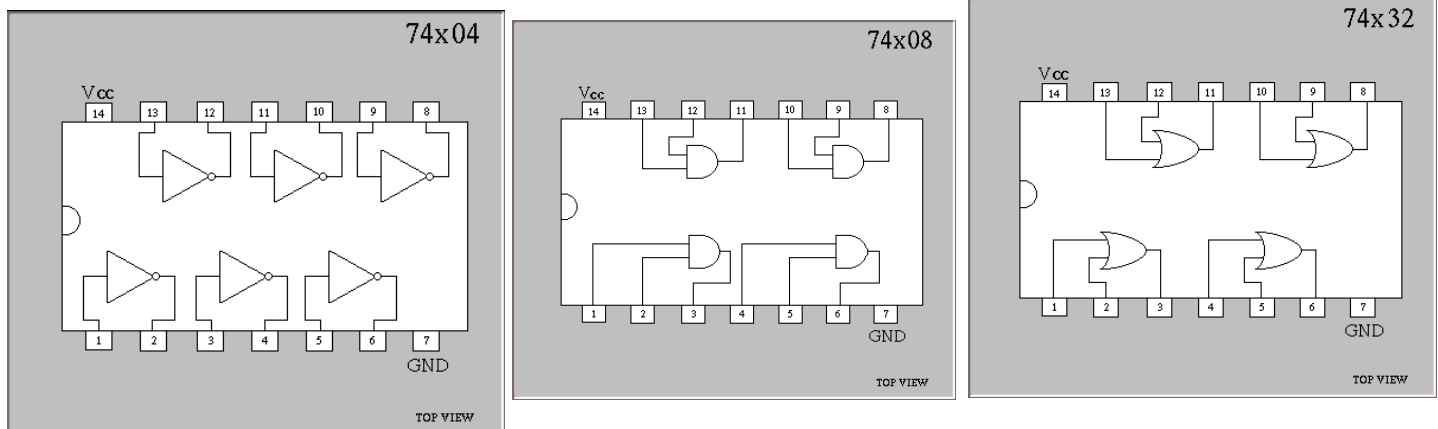 74x04
Vcc
14 13 12 11 10 9 8
1 2 3 4 5 6 7
GND
TOP VIEW
74x08
Vcc
14 13 12 11 10 9 8
1 2 3 4 5 6 7
GND
TOP VIEW
74x32
Vcc
14 13 12 11 10 9 8
1 2 3 4 5 6 7
GND
TOP VIEW